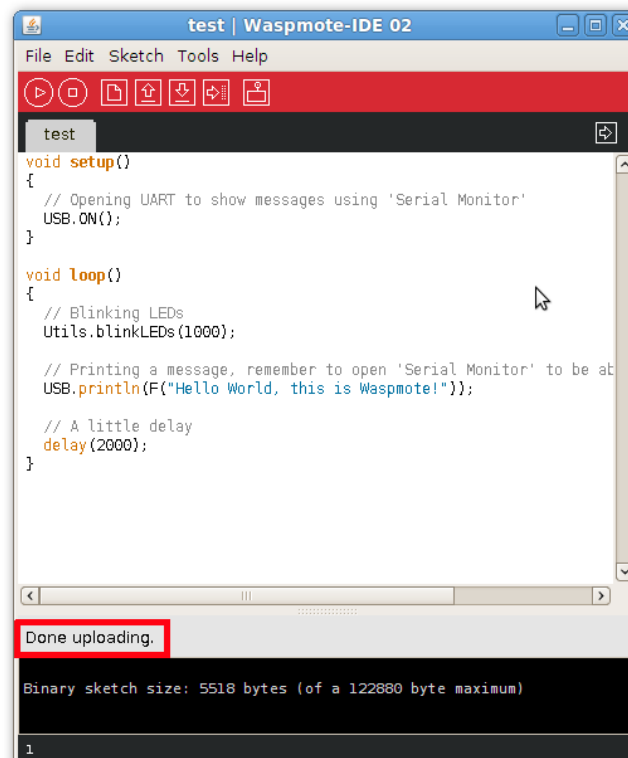 test | Waspmote-IDE 02
File Edit Sketch Tools Help
test
void setup()
{
// Opening UART to show messages using 'Serial Monitor'
USB.ON();
}
void loop()
{
// Blinking LEDs
Utils.blinkLEDs(1000);
// Printing a message, remember to open 'Serial Monitor' to be
USB.println(F("Hello World, this is Waspmote!"));
// A little delay
delay(2000);
}
Done uploading.
Binary sketch size: 5518 bytes (of a 122880 byte maximum)
1